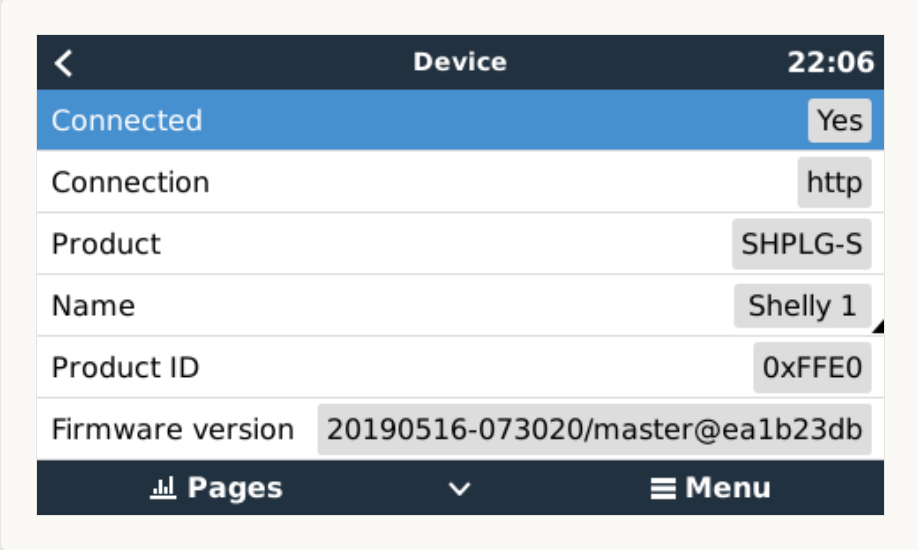 Device 22:06
Connected Yes
Connection http
Product SHPLG-S
Name Shelly 1
Product ID 0xFFE0
Firmware version 20190516-073020/master@ea1b23db
Pages Menu